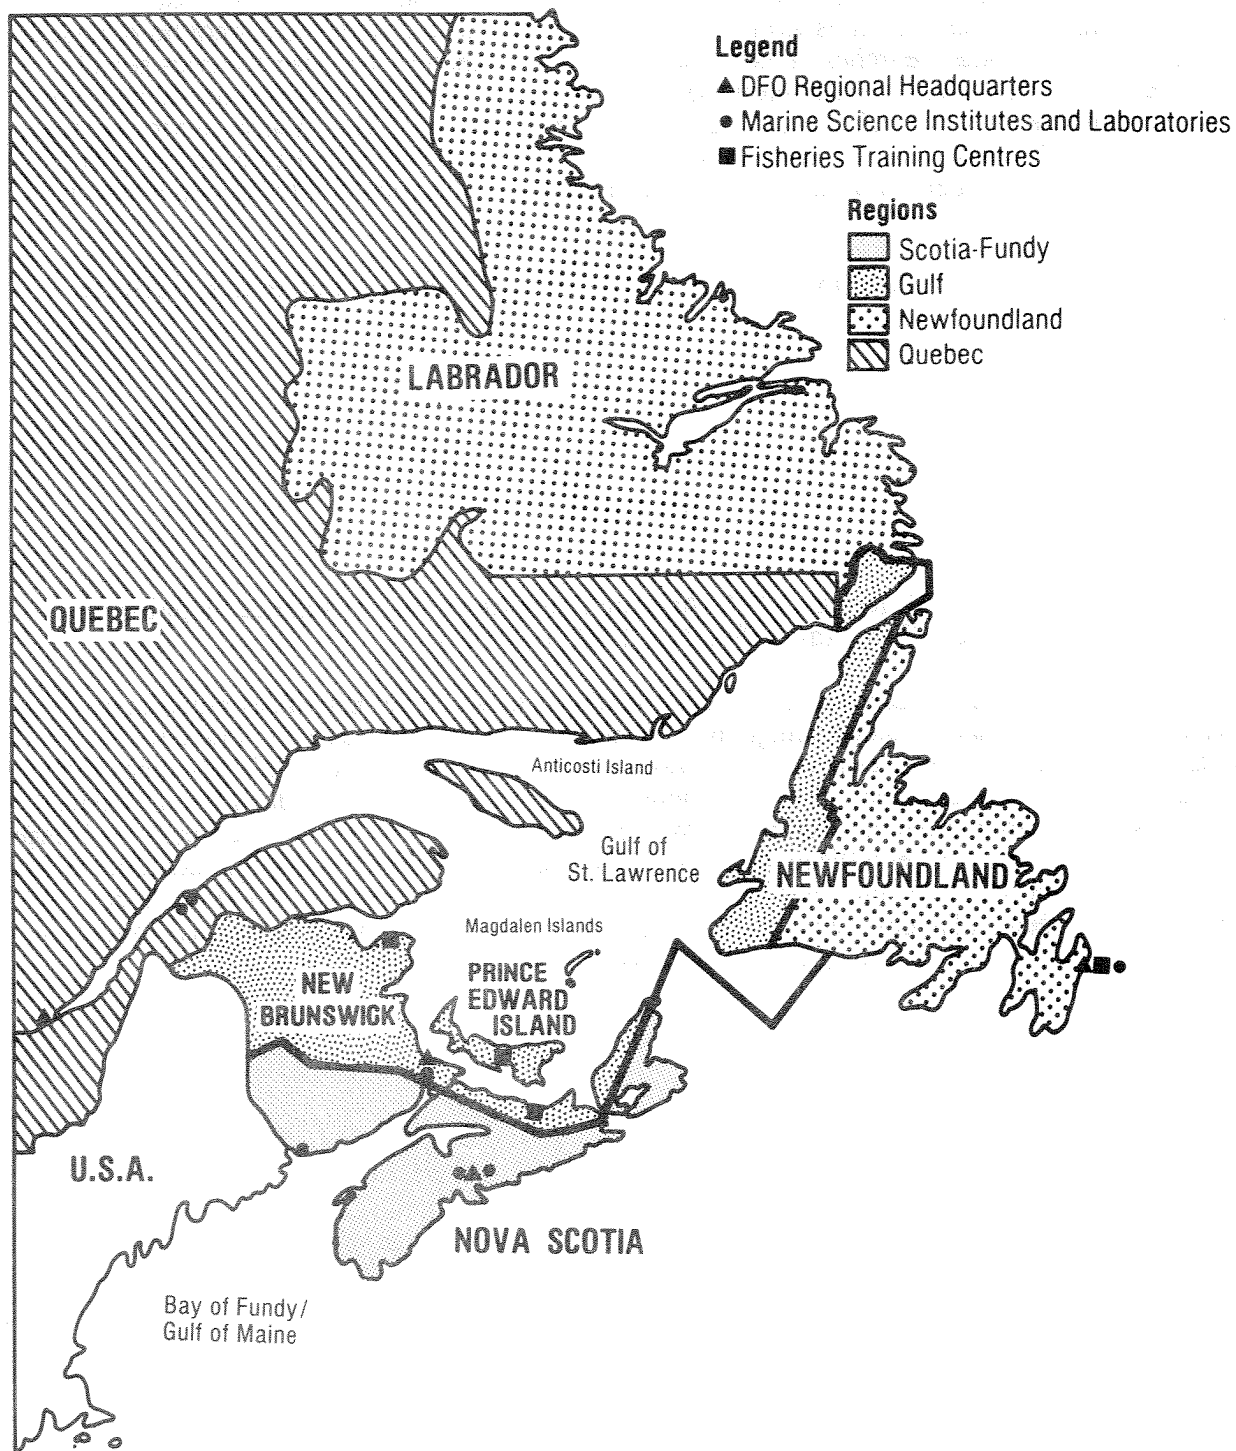 Legend
DFO Regional Headquarters
Marine Science Institutes and Laboratories
Fisheries Training Centres
Regions
Scotia-Fundy
Gulf
Newfoundland
Quebec
LABRADOR
QUEBEC
Anticosti Island
Gulf of
St. Lawrence
NEWFOUNDLAND
Magdalen Islands
NEW
BRUNSWICK
PRINCE
EDWARD
ISLAND
U.S.A.
NOVA SCOTIA
Bay of Fundy/
Gulf of Maine